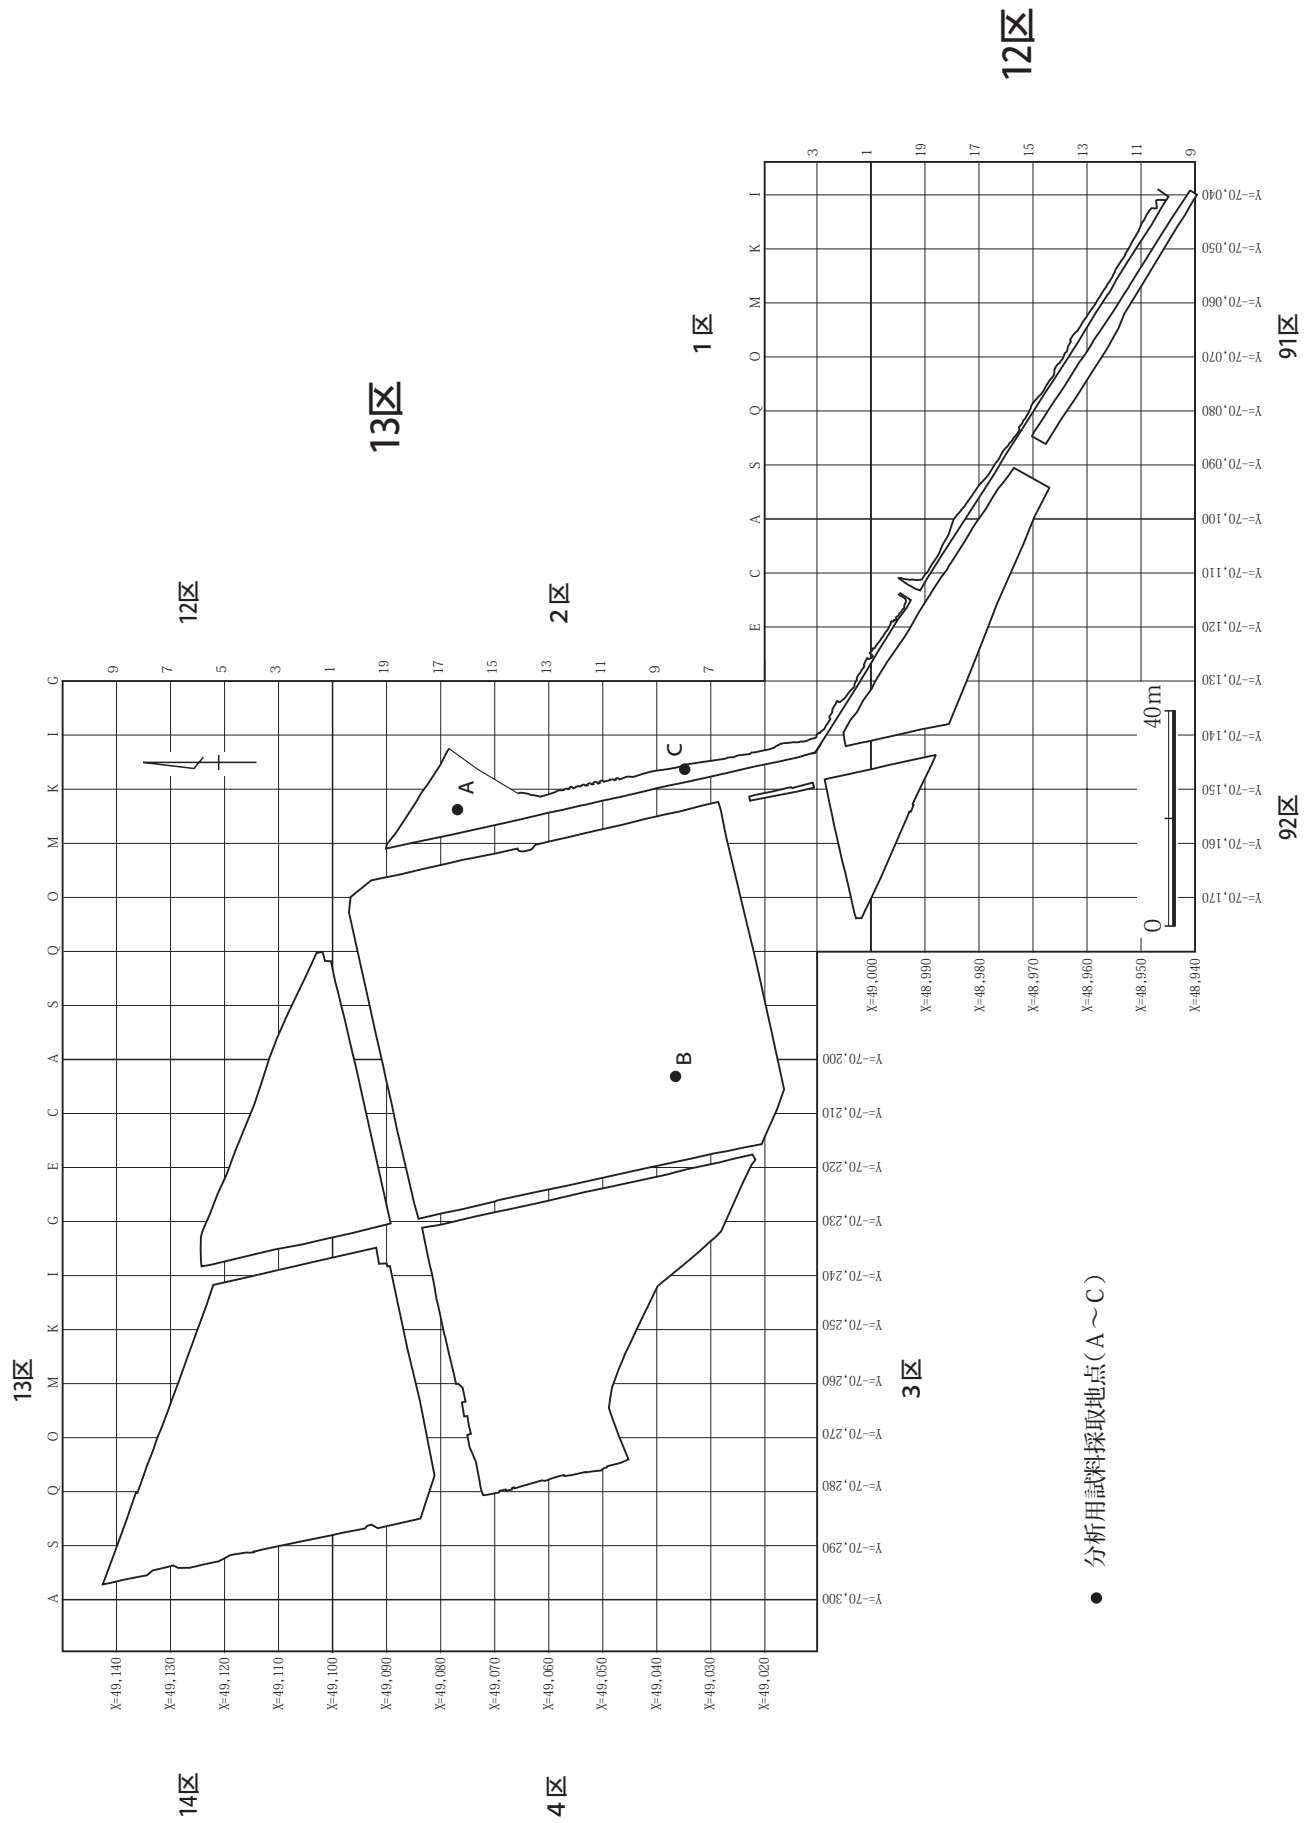 13区
A S Q O M K I G E C A S Q O M K I G
X=49,140 9
X=49,130 7
14区 12区
X=49,120 5
X=49,110 3
X=49,100 1
13区
X=49,090 19
X=49,080 17
A
X=49,070 15
X=49,060 13
4区 2区
X=49,050 11
X=49,040 9
B C
X=49,030 7
1区
X=49,020
E C A S Q O M K I
3
Y=-70,300 Y=-70,290 Y=-70,280 Y=-70,270 Y=-70,260 Y=-70,250 Y=-70,240 Y=-70,230 Y=-70,220 Y=-70,210 Y=-70,200
X=49,000 1
3区
X=48,990 19
X=48,980 17
12区
X=48,970 15
X=48,960 13
● 分析用試料採取地点(A～C)
X=48,950 11
0 40m
X=48,940 9
Y=-70,170 Y=-70,160 Y=-70,150 Y=-70,140 Y=-70,130 Y=-70,120 Y=-70,110 Y=-70,100 Y=-70,090 Y=-70,080 Y=-70,070 Y=-70,060 Y=-70,050 Y=-70,040
92区 91区